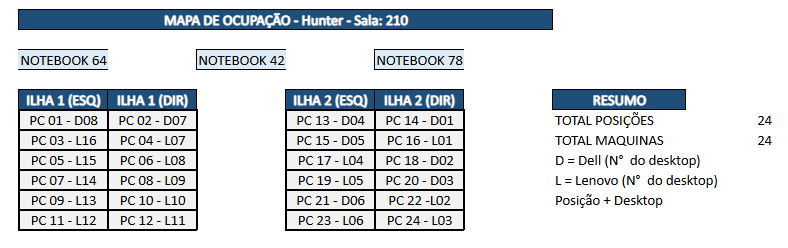 MAPA DE OCUPAÇÃO - Hunter - Sala: 210
NOTEBOOK 64 NOTEBOOK 42 NOTEBOOK 78
ILHA 1 (ESQ) ILHA 1 (DIR) ILHA 2 (ESQ) ILHA 2 (DIR) RESUMO
PC 01 - D08 PC 02 - D07 PC 13 - D04 PC 14 - D01 TOTAL POSIÇÕES 24
PC 03 - L16 PC 04 - L07 PC 15 - D05 PC 16 - L01 TOTAL MAQUINAS 24
PC 05 - L15 PC 06 - L08 PC 17 - L04 PC 18 - D02 D = Dell (N° do desktop)
PC 07 - L14 PC 08 - L09 PC 19 - L05 PC 20 - D03 L = Lenovo (N° do desktop)
PC 09 - L13 PC 10 - L10 PC 21 - D06 PC 22 -L02 Posição + Desktop
PC 11 - L12 PC 12 - L11 PC 23 - L06 PC 24 - L03